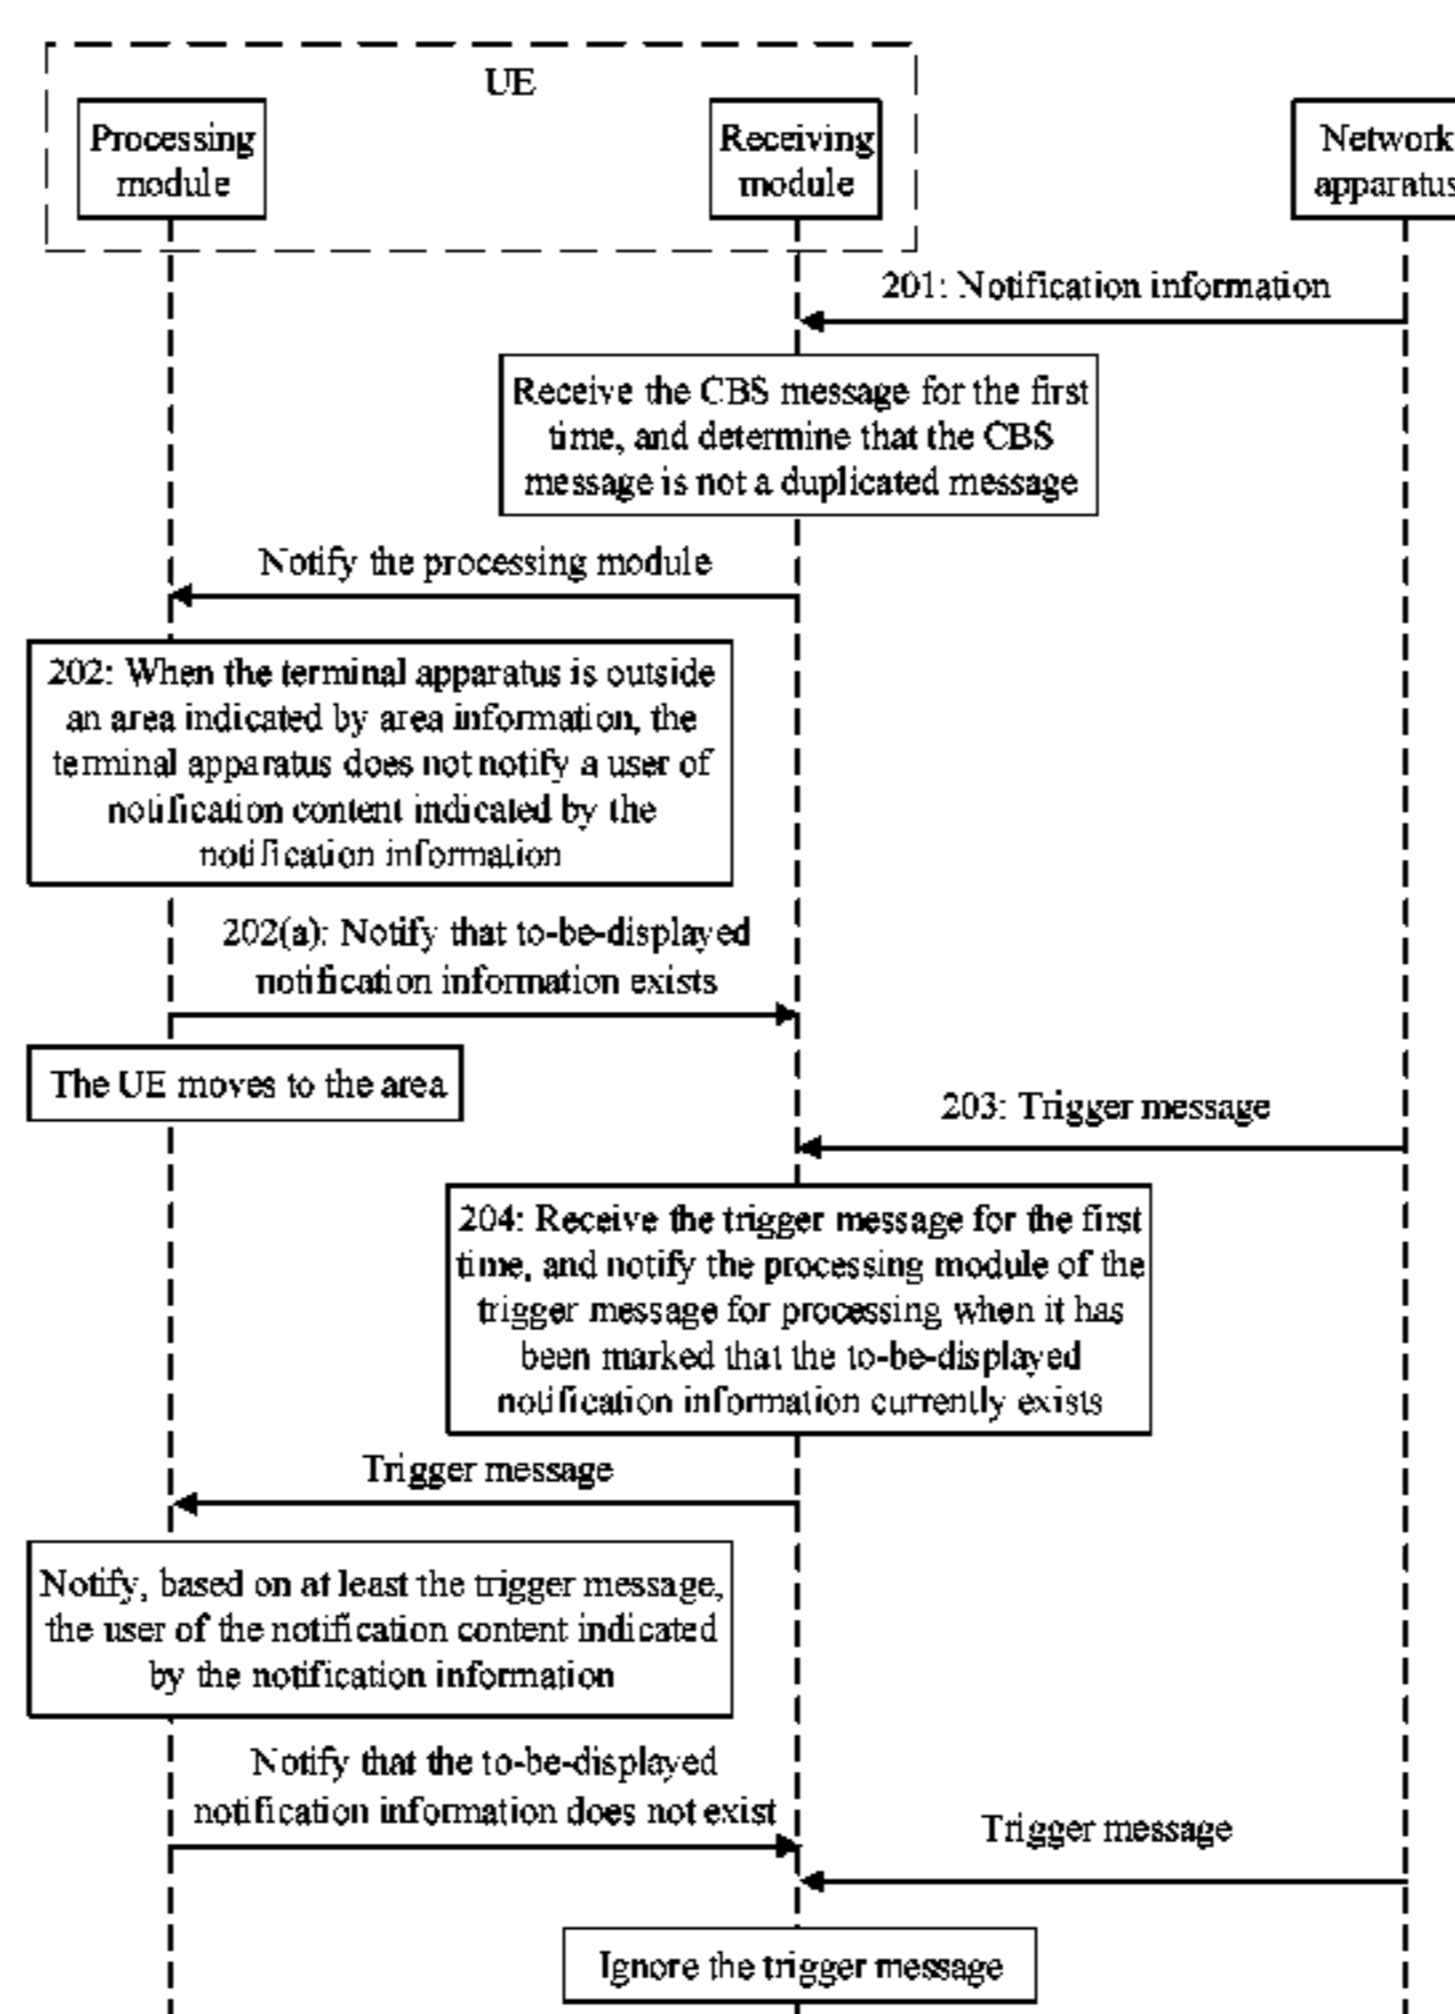 UE
Processing
module
Receiving
module
Network
apparatus
201: Notification information
Receive the CBS message for the first
time, and determine that the CBS
message is not a duplicated message
Notify the processing module
202: When the terminal apparatus is outside
an area indicated by area information, the
terminal apparatus does not notify a user of
notification content indicated by the
notification information
202(a): Notify that to-be-displayed
notification information exists
The UE moves to the area
203: Trigger message
204: Receive the trigger message for the first
time, and notify the processing module of the
trigger message for processing when it has
been marked that the to-be-displayed
notification information currently exists
Trigger message
Notify, based on at least the trigger message,
the user of the notification content indicated
by the notification information
Notify that the to-be-displayed
notification information does not exist
Trigger message
Ignore the trigger message